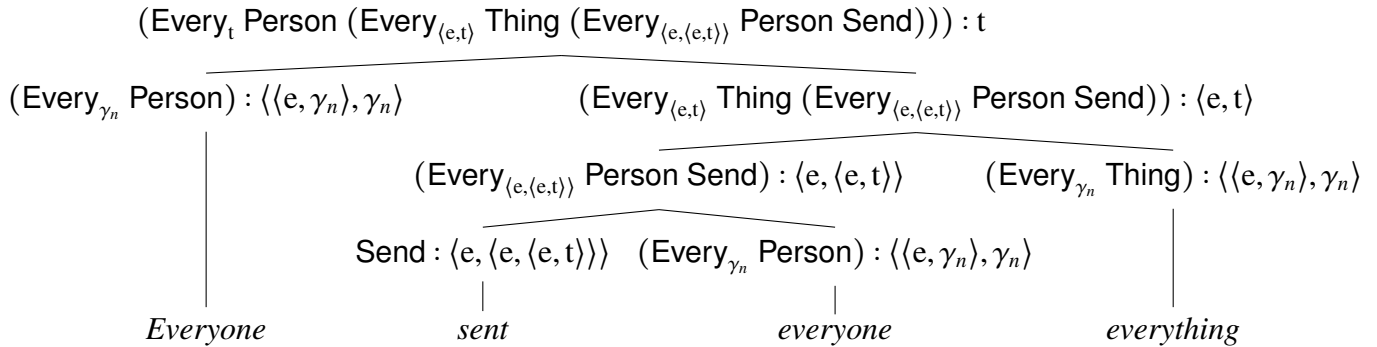 (Every_t Person (Every_⟨e,t⟩ Thing (Every_⟨e,⟨e,t⟩⟩ Person Send))) : t
(Every_γn Person) : ⟨⟨e, γn⟩, γn⟩ (Every_⟨e,t⟩ Thing (Every_⟨e,⟨e,t⟩⟩ Person Send)) : ⟨e, t⟩
(Every_⟨e,⟨e,t⟩⟩ Person Send) : ⟨e, ⟨e, t⟩⟩ (Every_γn Thing) : ⟨⟨e, γn⟩, γn⟩
Send : ⟨e, ⟨e, ⟨e, t⟩⟩⟩ (Every_γn Person) : ⟨⟨e, γn⟩, γn⟩
Everyone sent everyone everything